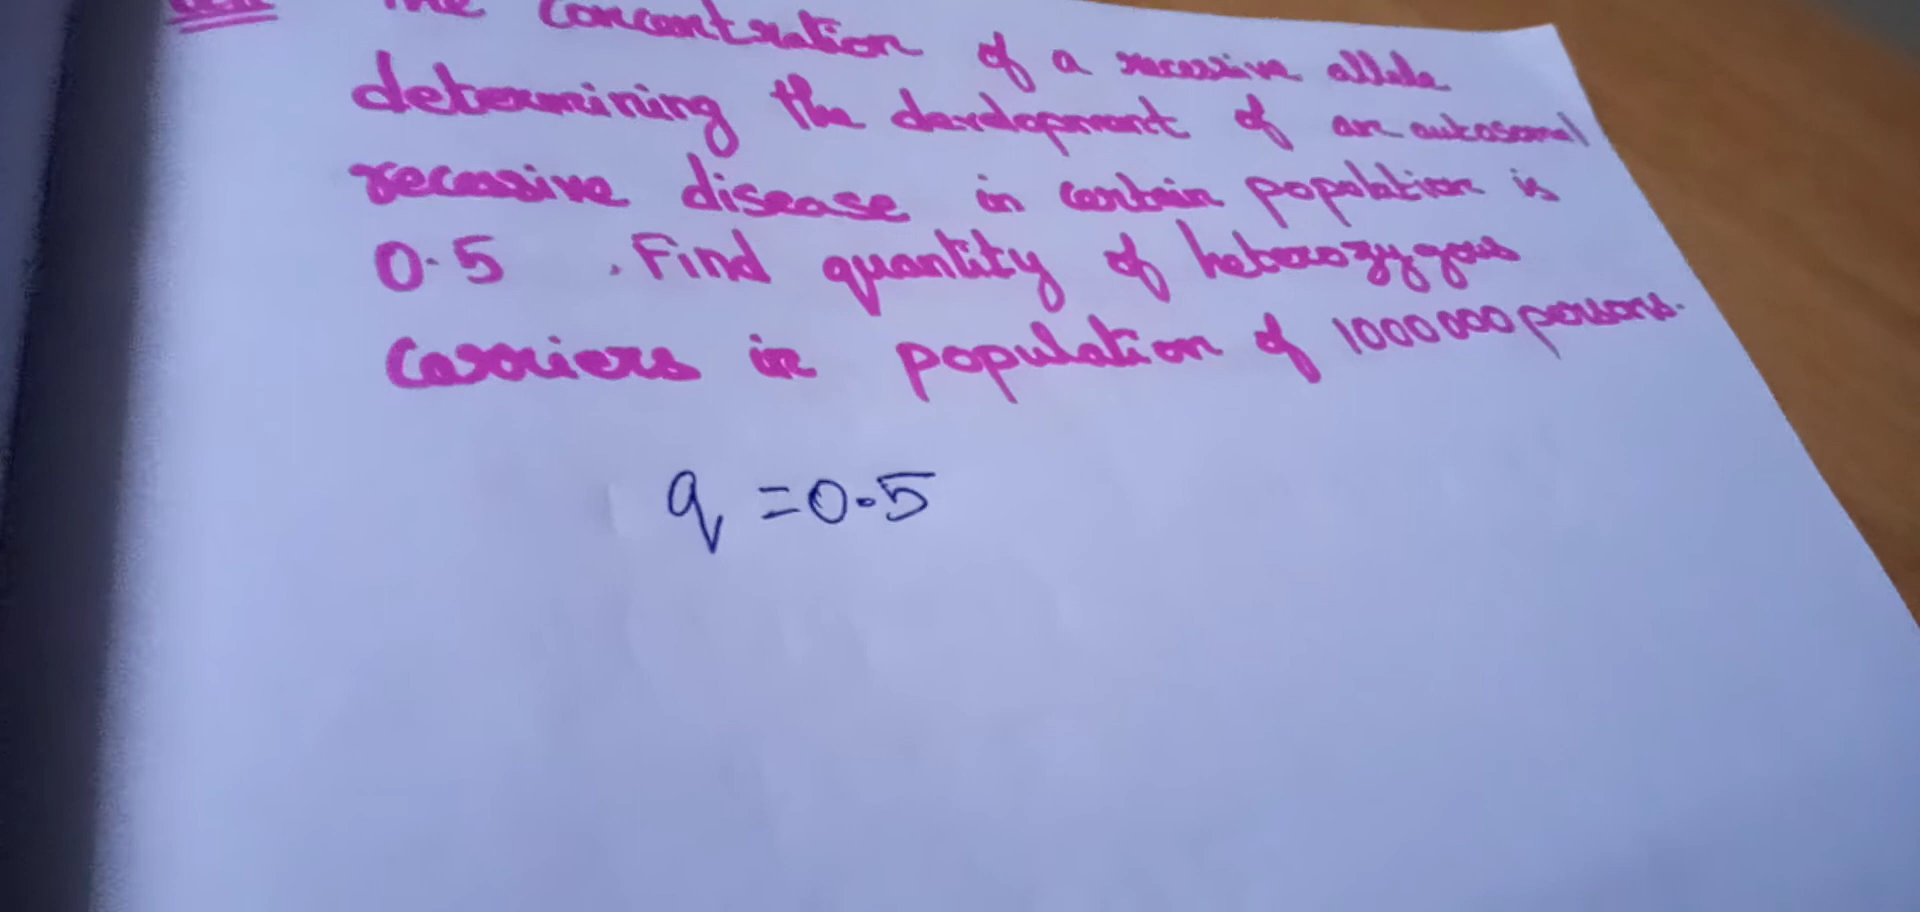 The concentration of a recessive allele
determining the development of an autosomal
recessive disease in certain population is
0.5 . Find quantity of heterozygous
Carriers in population of 1000000 persons.
q = 0.5